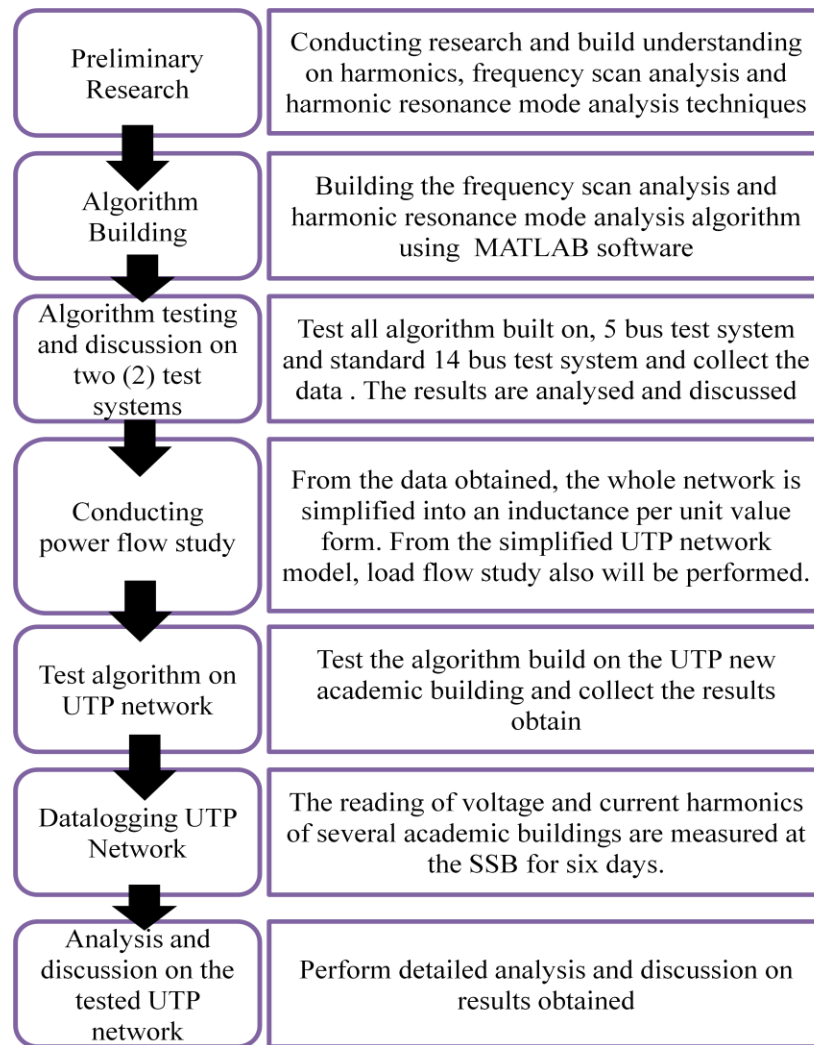 Preliminary
Research
Conducting research and build understanding
on harmonics, frequency scan analysis and
harmonic resonance mode analysis techniques
Algorithm
Building
Building the frequency scan analysis and
harmonic resonance mode analysis algorithm
using MATLAB software
Algorithm testing
and discussion on
two (2) test
systems
Test all algorithm built on, 5 bus test system
and standard 14 bus test system and collect the
data . The results are analysed and discussed
Conducting
power flow study
From the data obtained, the whole network is
simplified into an inductance per unit value
form. From the simplified UTP network
model, load flow study also will be performed.
Test algorithm on
UTP network
Test the algorithm build on the UTP new
academic building and collect the results
obtain
Datalogging UTP
Network
The reading of voltage and current harmonics
of several academic buildings are measured at
the SSB for six days.
Analysis and
discussion on the
tested UTP
network
Perform detailed analysis and discussion on
results obtained